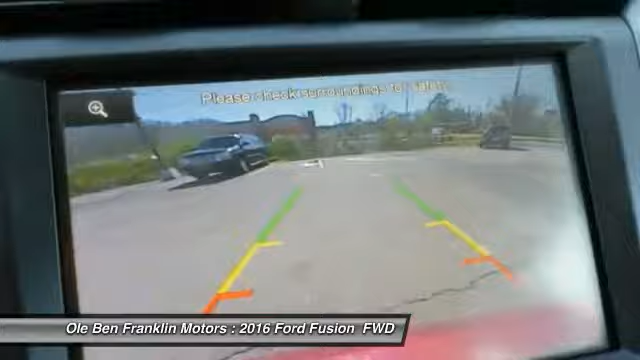 Please check surroundings for safety
Ole Ben Franklin Motors : 2016 Ford Fusion FWD